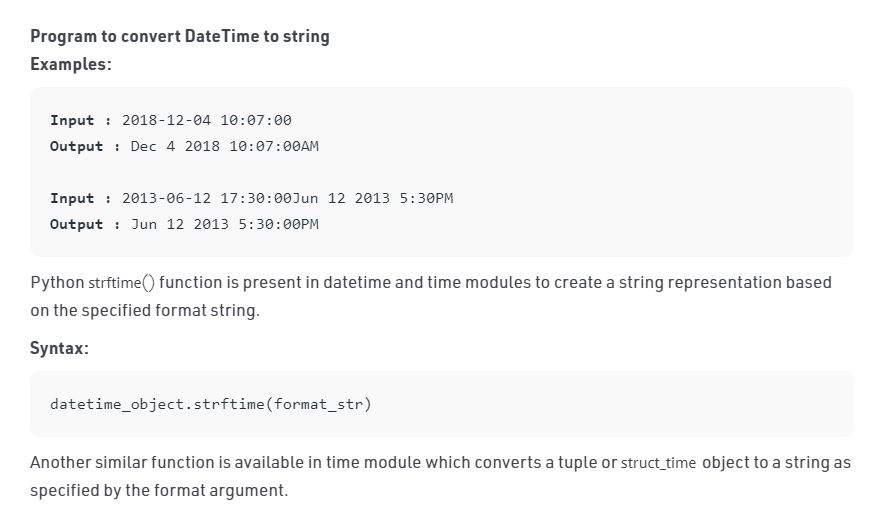 Program to convert DateTime to string
Examples:
Input : 2018-12-04 10:07:00
Output : Dec 4 2018 10:07:00AM
Input : 2013-06-12 17:30:00Jun 12 2013 5:30PM
Output : Jun 12 2013 5:30:00PM
Python strftime() function is present in datetime and time modules to create a string representation based
on the specified format string.
Syntax:
datetime_object.strftime(format_str)
Another similar function is available in time module which converts a tuple or struct_time object to a string as
specified by the format argument.